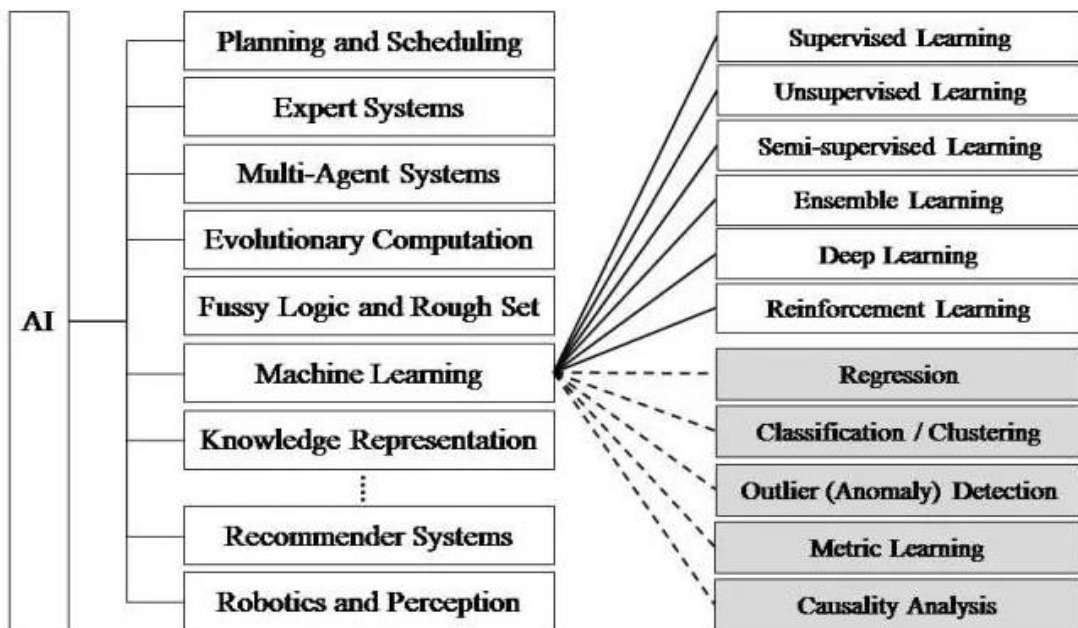 AI
Planning and Scheduling
Expert Systems
Multi-Agent Systems
Evolutionary Computation
Fussy Logic and Rough Set
Machine Learning
Knowledge Representation
Recommender Systems
Robotics and Perception
Supervised Learning
Unsupervised Learning
Semi-supervised Learning
Ensemble Learning
Deep Learning
Reinforcement Learning
Regression
Classification / Clustering
Outlier (Anomaly) Detection
Metric Learning
Causality Analysis